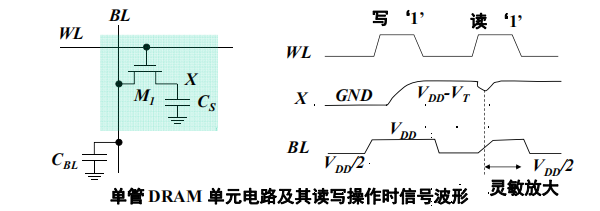 BL
WL
X
M1
CS
CBL
写 ‘1’ 读 ‘1’
WL
X GND VDD-VT
BL VDD
VDD/2 VDD/2
灵敏放大
单管 DRAM 单元电路及其读写操作时信号波形